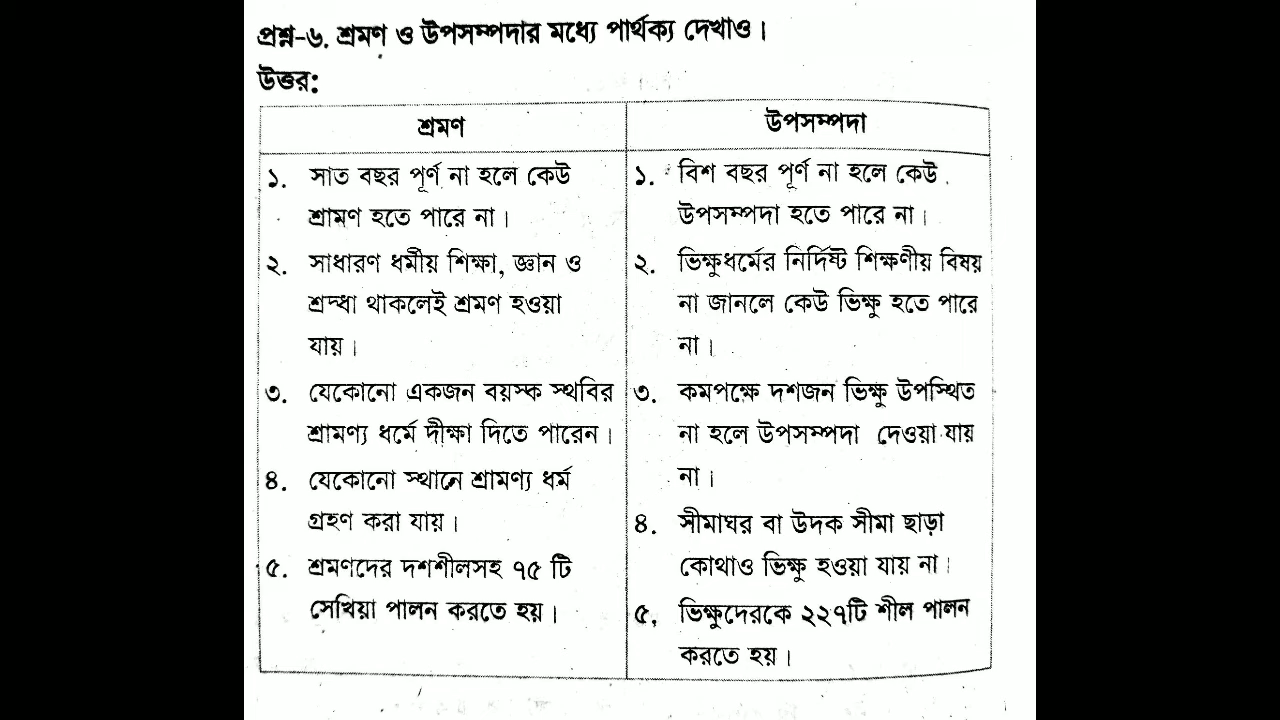 প্রশ্ন-৬. শ্রমণ ও উপসম্পদার মধ্যে পার্থক্য দেখাও।
উত্তর:
শ্রমণ
১. সাত বছর পূর্ণ না হলে কেউ
শ্রামণ হতে পারে না।
২. সাধারণ ধর্মীয় শিক্ষা, জ্ঞান ও
শ্রদ্ধা থাকলেই শ্রমণ হওয়া
যায়।
৩. যেকোনো একজন বয়স্ক স্থবির
শ্রামণ্য ধর্মে দীক্ষা দিতে পারেন।
৪. যেকোনো স্থানে শ্রামণ্য ধর্ম
গ্রহণ করা যায়।
৫. শ্রমণদের দশশীলসহ ৭৫ টি
সেখিয়া পালন করতে হয়।
উপসম্পদা
১. বিশ বছর পূর্ণ না হলে কেউ
উপসম্পদা হতে পারে না।
২. ভিক্ষুধর্মের নির্দিষ্ট শিক্ষণীয় বিষয়
না জানলে কেউ ভিক্ষু হতে পারে
না।
৩. কমপক্ষে দশজন ভিক্ষু উপস্থিত
না হলে উপসম্পদা দেওয়া যায়
না।
৪. সীমাঘর বা উদক সীমা ছাড়া
কোথাও ভিক্ষু হওয়া যায় না।
৫. ভিক্ষুদেরকে ২২৭টি শীল পালন
করতে হয়।